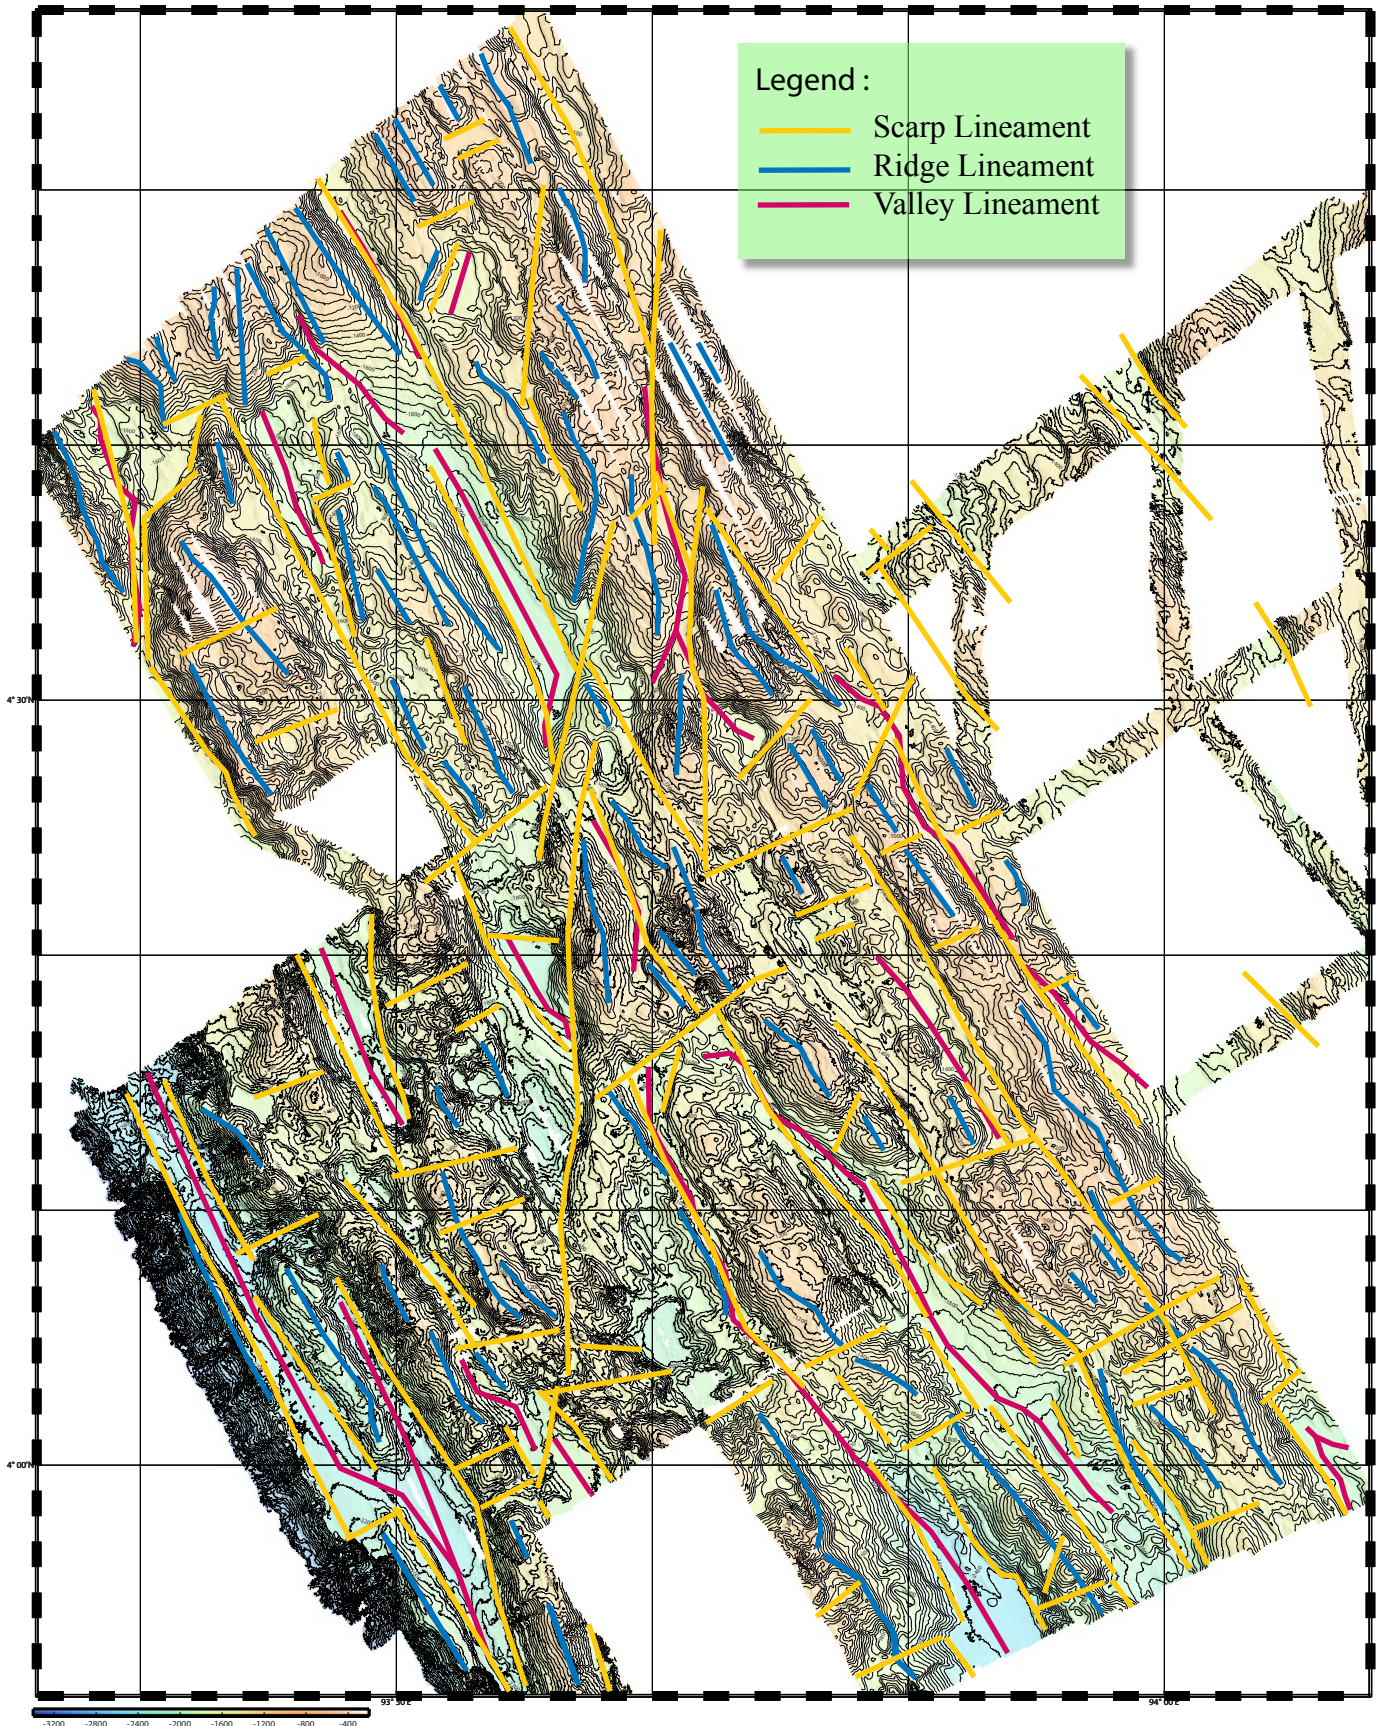 Legend :
Scarp Lineament
Ridge Lineament
Valley Lineament
4°30'N
4°00'N
93°30'E
94°00'E
-3200 -2800 -2400 -2000 -1600 -1200 -800 -400